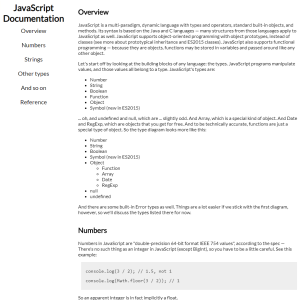 JavaScript
Documentation
Overview
Numbers
Strings
Other types
And so on
Reference
Overview
JavaScript is a multi-paradigm, dynamic language with types and operators, standard built-in objects, and
methods. Its syntax is based on the Java and C languages — many structures from those languages apply to
JavaScript as well. JavaScript supports object-oriented programming with object prototypes, instead of
classes (see more about prototypical inheritance and ES2015 classes). JavaScript also supports functional
programming — because they are objects, functions may be stored in variables and passed around like any
other object.
Let's start off by looking at the building blocks of any language: the types. JavaScript programs manipulate
values, and those values all belong to a type. JavaScript's types are:
Number
String
Boolean
Function
Object
Symbol (new in ES2015)
... oh, and undefined and null, which are ... slightly odd. And Array, which is a special kind of object. And Date
and RegExp, which are objects that you get for free. And to be technically accurate, functions are just a
special type of object. So the type diagram looks more like this:
Number
String
Boolean
Symbol (new in ES2015)
Object
Function
Array
Date
RegExp
null
undefined
And there are some built-in Error types as well. Things are a lot easier if we stick with the first diagram,
however, so we'll discuss the types listed there for now.
Numbers
Numbers in JavaScript are "double-precision 64-bit format IEEE 754 values", according to the spec —
There's no such thing as an integer in JavaScript (except BigInt), so you have to be a little careful. See this
example:
console.log(3 / 2); // 1.5, not 1
console.log(Math.floor(3 / 2)); // 1
So an apparent integer is in fact implicitly a float.